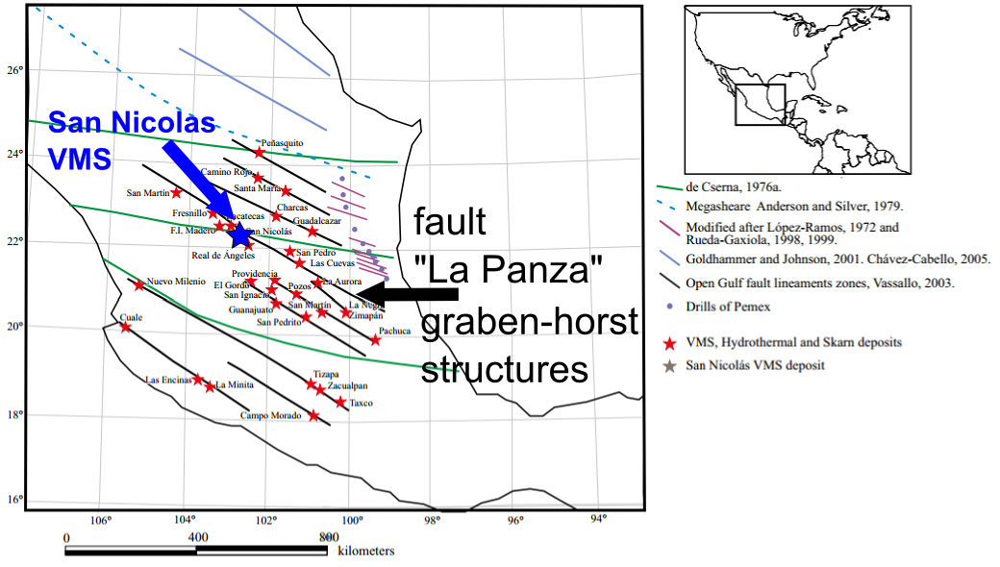 26°
24°
22°
20°
18°
16°
106°
104°
102°
100°
98°
96°
94°
San Nicolas
VMS
Peñasquito
Camino Rojo
Santa María
San Martín
Fresnillo
Zacatecas
Charcas
Guadalcazar
F.I. Madero
San Nicolás
Real de Ángeles
San Pedro
Las Cuevas
Nuevo Milenio
Providencia
El Gordo
San Ignacio
Pozos
La Aurora
Guanajuato
San Martín
La Negra
Zimapán
San Pedrito
Pachuca
Cuale
Las Encinas
La Minita
Tizapa
Zacualpan
Taxco
Campo Morado
fault
"La Panza"
graben-horst
structures
0
400
800
kilometers
de Cserna, 1976a.
Megasheare Anderson and Silver, 1979.
Modified after López-Ramos, 1972 and
Rueda-Gaxiola, 1998, 1999.
Goldhammer and Johnson, 2001. Chávez-Cabello, 2005.
Open Gulf fault lineaments zones, Vassallo, 2003.
Drills of Pemex
VMS, Hydrothermal and Skarn deposits
San Nicolás VMS deposit